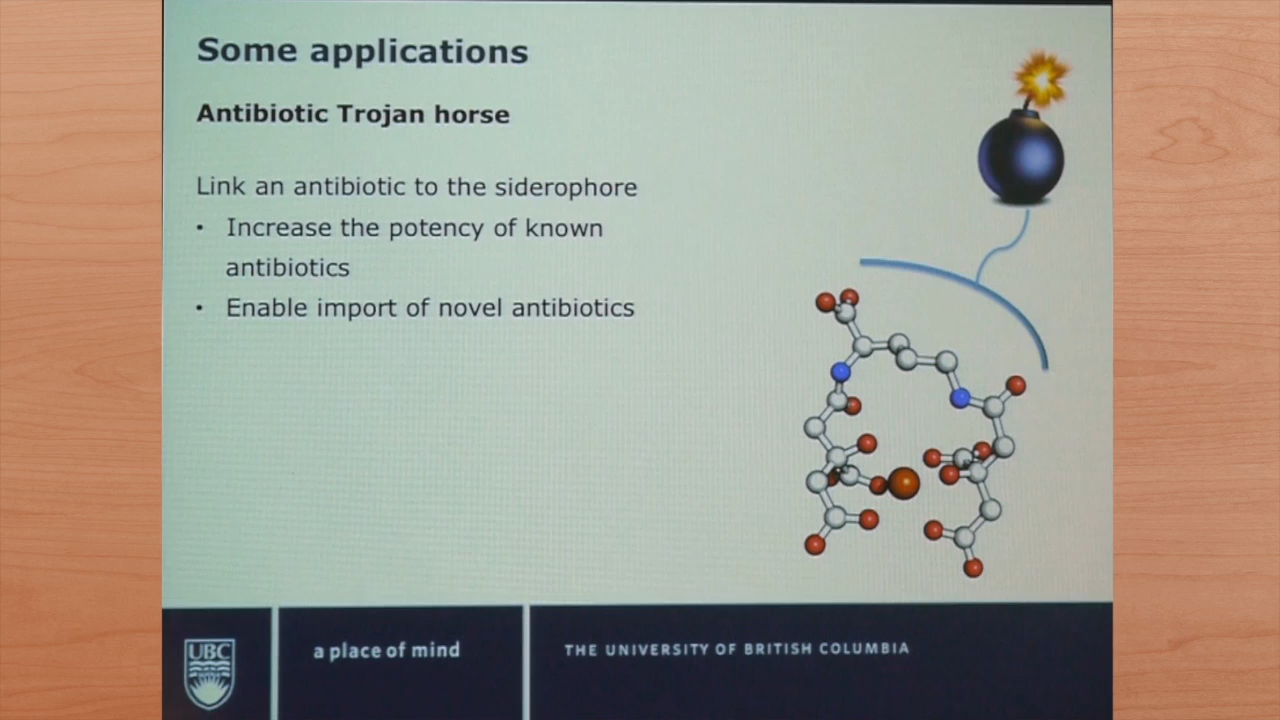 Some applications
Antibiotic Trojan horse
Link an antibiotic to the siderophore
• Increase the potency of known
antibiotics
• Enable import of novel antibiotics
UBC
a place of mind
THE UNIVERSITY OF BRITISH COLUMBIA